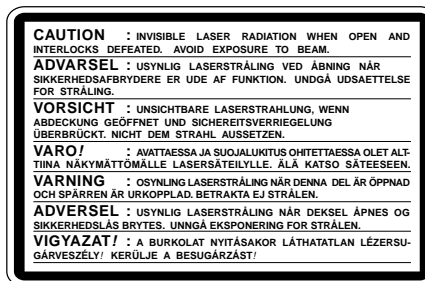 CAUTION : INVISIBLE LASER RADIATION WHEN OPEN AND
INTERLOCKS DEFEATED. AVOID EXPOSURE TO BEAM.
ADVARSEL : USYNLIG LASERSTRÅLING VED ÅBNING NÅR
SIKKERHEDSAFBRYDERE ER UDE AF FUNKTION. UNDGÅ UDSAETTELSE
FOR STRÅLING.
VORSICHT : UNSICHTBARE LASERSTRAHLUNG, WENN
ABDECKUNG GEÖFFNET UND SICHEREITSVERRIEGELUNG
ÜBERBRÜCKT. NICHT DEM STRAHL AUSSETZEN.
VARO! : AVATTAESSA JA SUOJALUKITUS OHITETTAESSA OLET ALT-
TIINA NÄKYMÄTTÖMÄLLE LASERSÄTEILYLLE. ÄLÄ KATSO SÄTEESEEN.
VARNING : OSYNLING LASERSTRÅLING NÄR DENNA DEL ÄR ÖPPNAD
OCH SPÄRREN ÄR URKOPPLAD. BETRAKTA EJ STRÅLEN.
ADVERSEL : USYNLIG LASERSTRÅLING NÅR DEKSEL ÅPNES OG
SIKKERHEDSLÅS BRYTES. UNNGÅ EKSPONERING FOR STRÅLEN.
VIGYAZAT! : A BURKOLAT NYITÁSAKOR LÁTHATATLAN LÉZERSU-
GÁRVESZÉLY! KERÜLJE A BESUGÁRZÁST!